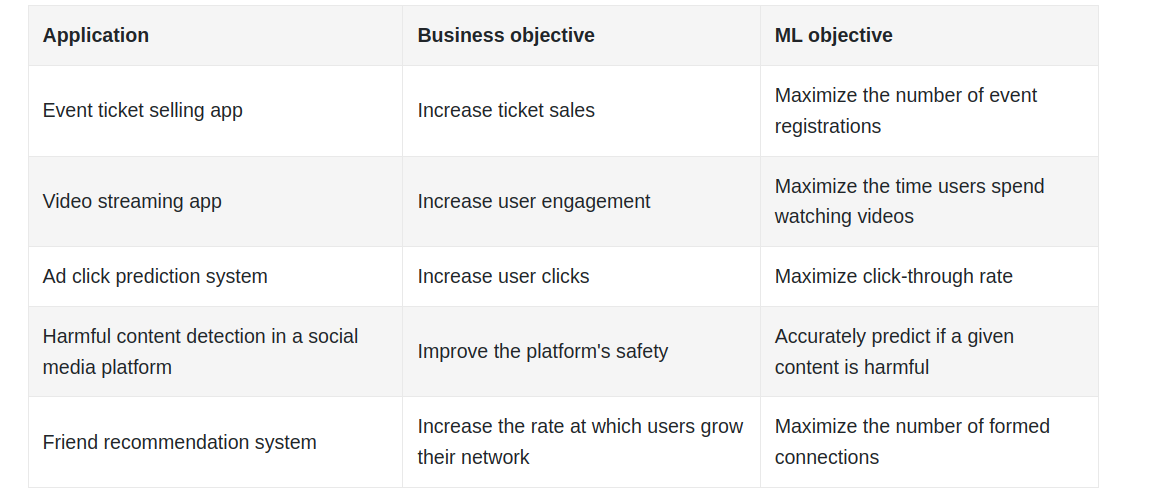 Application Business objective ML objective
Event ticket selling app Increase ticket sales Maximize the number of event
registrations
Video streaming app Increase user engagement Maximize the time users spend
watching videos
Ad click prediction system Increase user clicks Maximize click-through rate
Harmful content detection in a social
media platform
Improve the platform's safety
Accurately predict if a given
content is harmful
Friend recommendation system
Increase the rate at which users grow
their network
Maximize the number of formed
connections